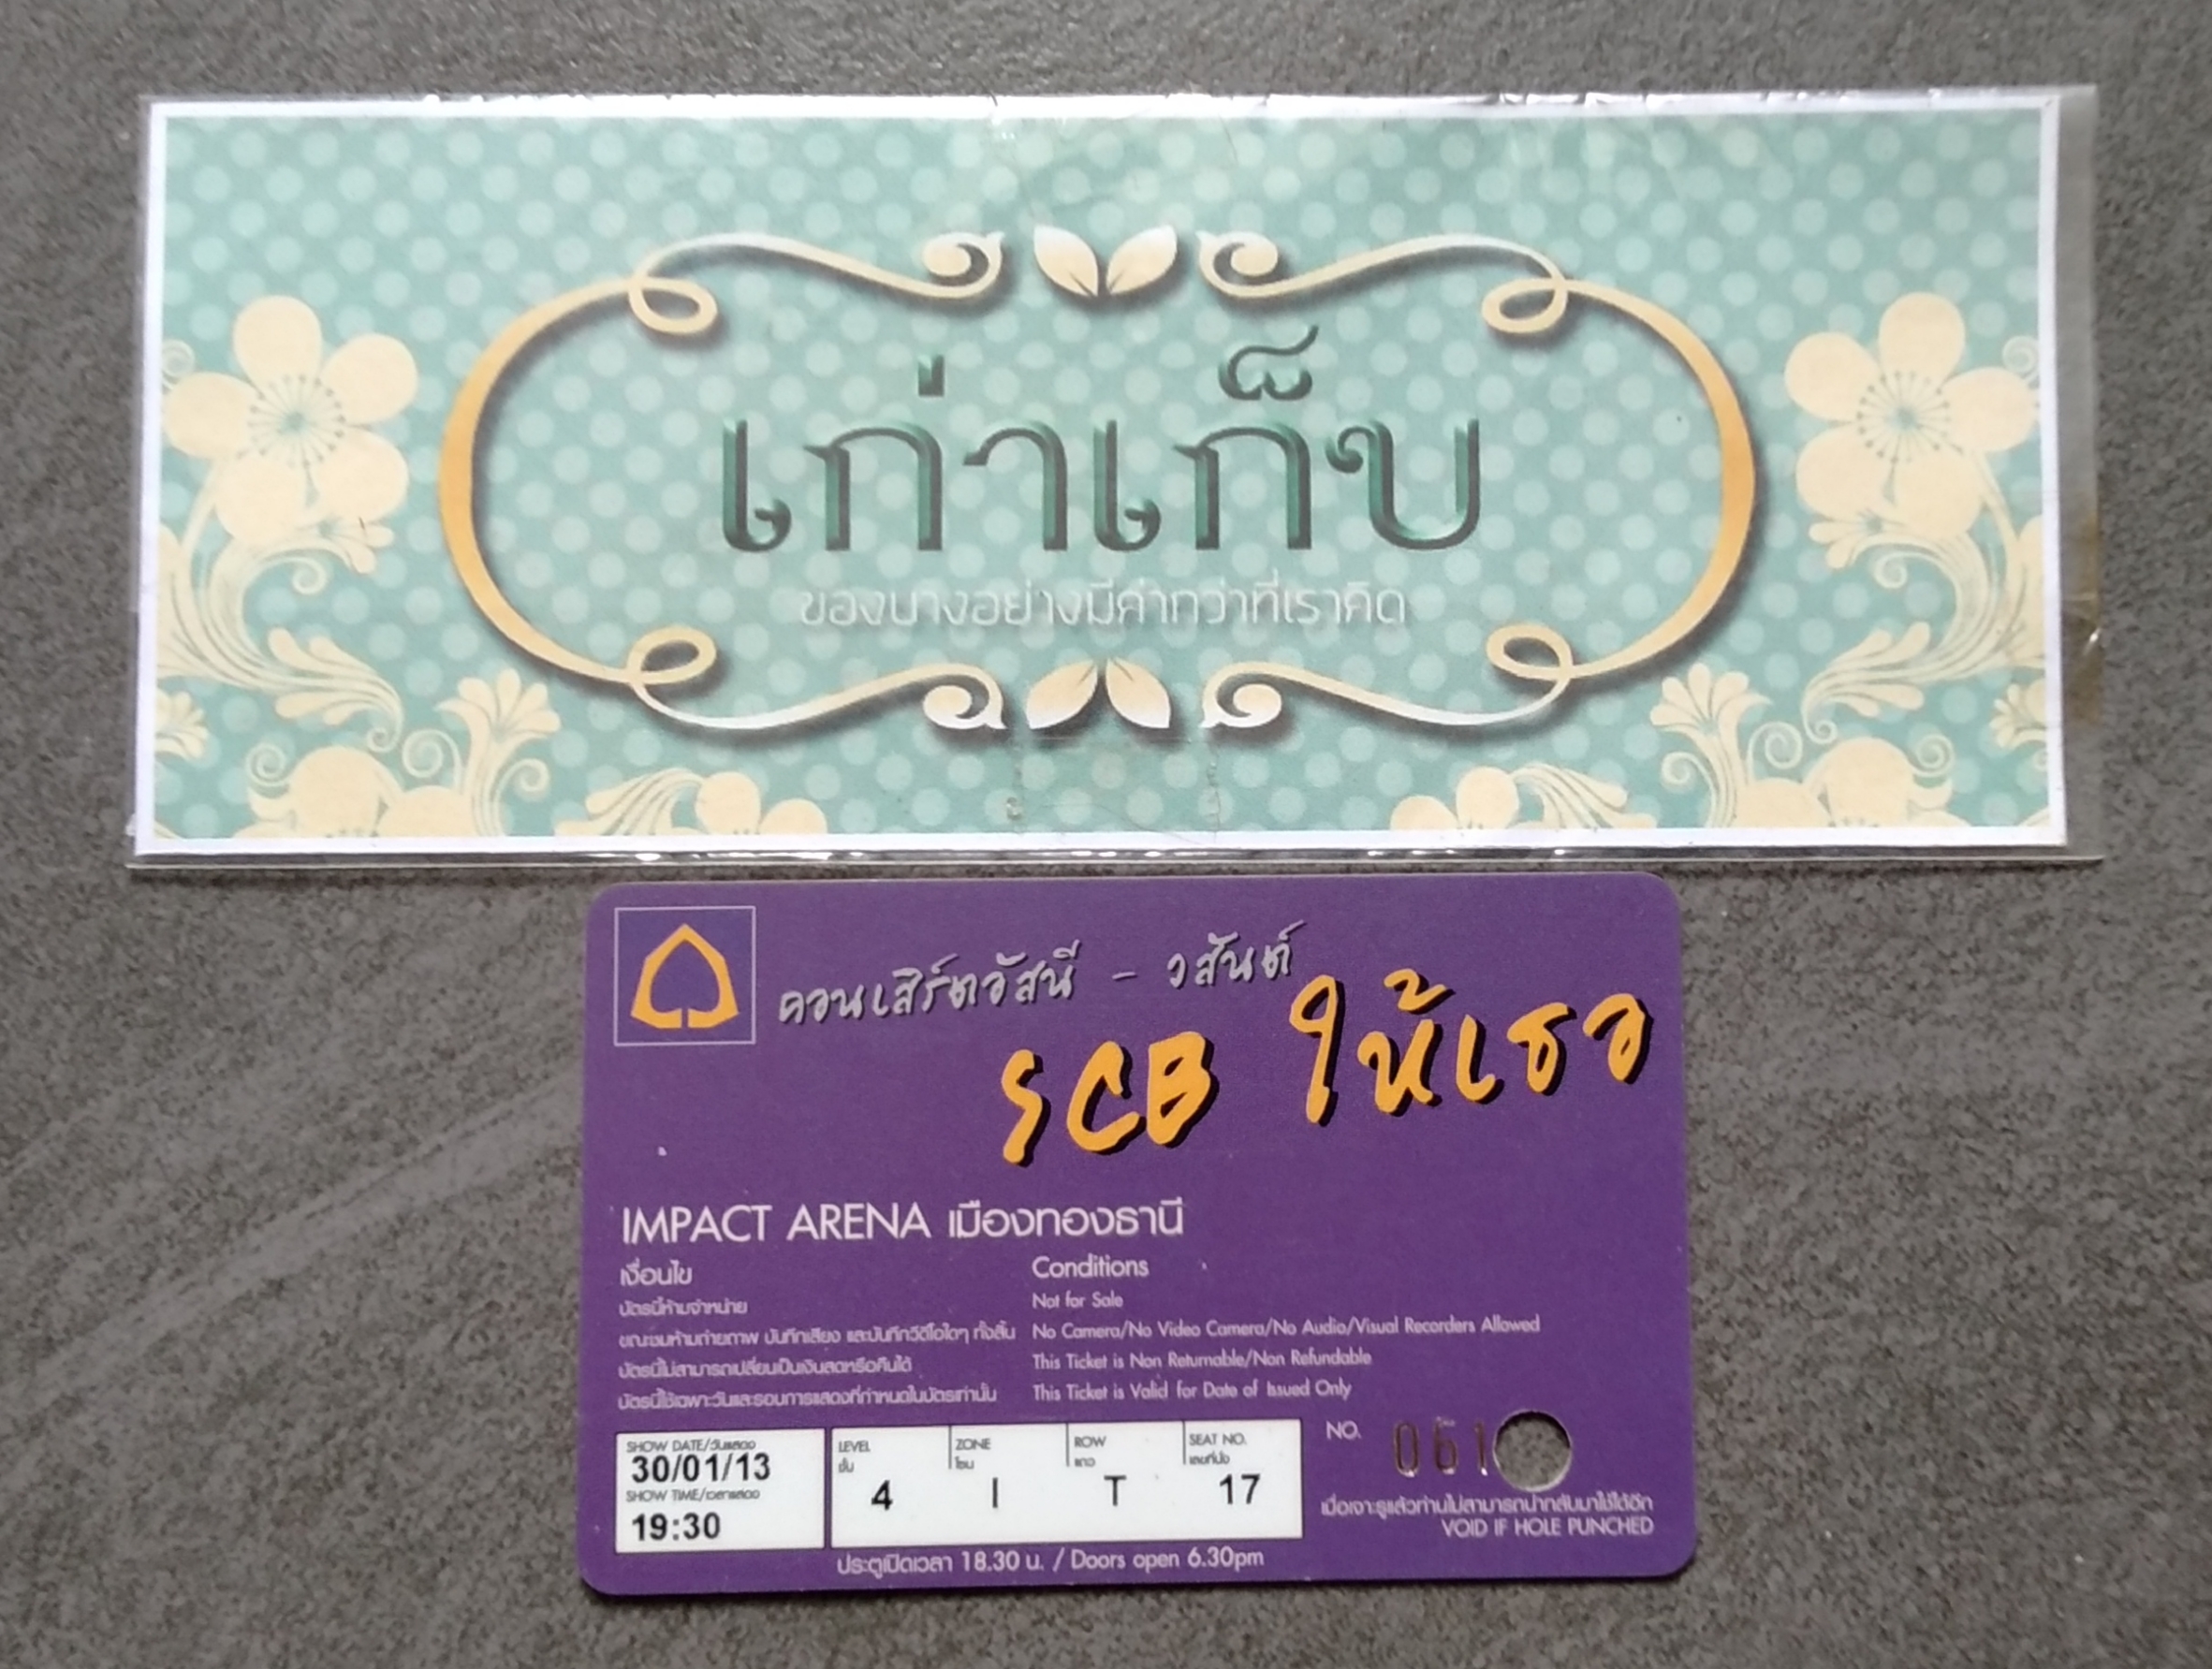 เก่าเก็บ
ของบางอย่างมีค่ากว่าที่เราคิด
คอนเสิร์ตอัสนี - วสันต์
SCB ให้เธอ
IMPACT ARENA เมืองทองธานี
เงื่อนไข
บัตรนี้ห้ามจำหน่าย
ขณะชมห้ามถ่ายภาพ บันทึกเสียง และบันทึกวีดีโอใดๆ ทั้งสิ้น
บัตรนี้ไม่สามารถเปลี่ยนเป็นเงินสดหรือคืนได้
บัตรนี้ใช้เฉพาะวันและรอบการแสดงที่กำหนดในบัตรเท่านั้น
Conditions
Not for Sale
No Camera/No Video Camera/No Audio/Visual Recorders Allowed
This Ticket is Non Returnable/Non Refundable
This Ticket is Valid for Date of Issued Only
SHOW DATE/วันแสดง
30/01/13
SHOW TIME/เวลาแสดง
19:30
LEVEL ZONE ROW SEAT NO.
ชั้น โซน แถว เลขที่นั่ง
4 I T 17
NO. 061
เมื่อเจาะรูแล้วท่านไม่สามารถนำกลับมาใช้ได้อีก
VOID IF HOLE PUNCHED
ประตูเปิดเวลา 18.30 น. / Doors open 6.30pm